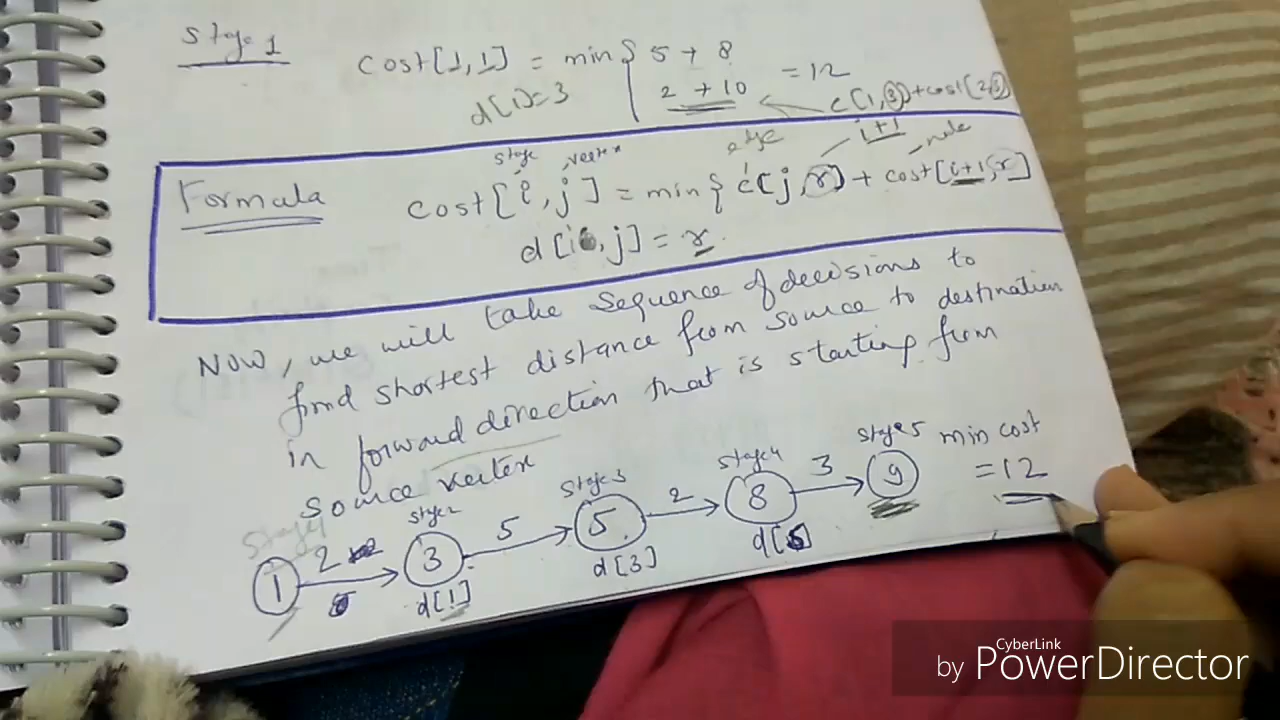 Stage 1
cost[1,1] = min { 5 + 8
2 + 10 = 12
d[1]=3
c(1,3)+cost(2,3)
stage vertex edge i+1 node
Formula
cost[i,j] = min { c(j,r) + cost[i+1,r]
d[i,j] = r
Now, we will take sequence of decisions to
find shortest distance from source to destination
in forward direction that is starting from
source vertex
stage1 stage2 stage3 stage4 stage5 min cost
1 2 3 5 5 2 8 3 9 = 12
d[1] d[3] d[5]
CyberLink
by PowerDirector